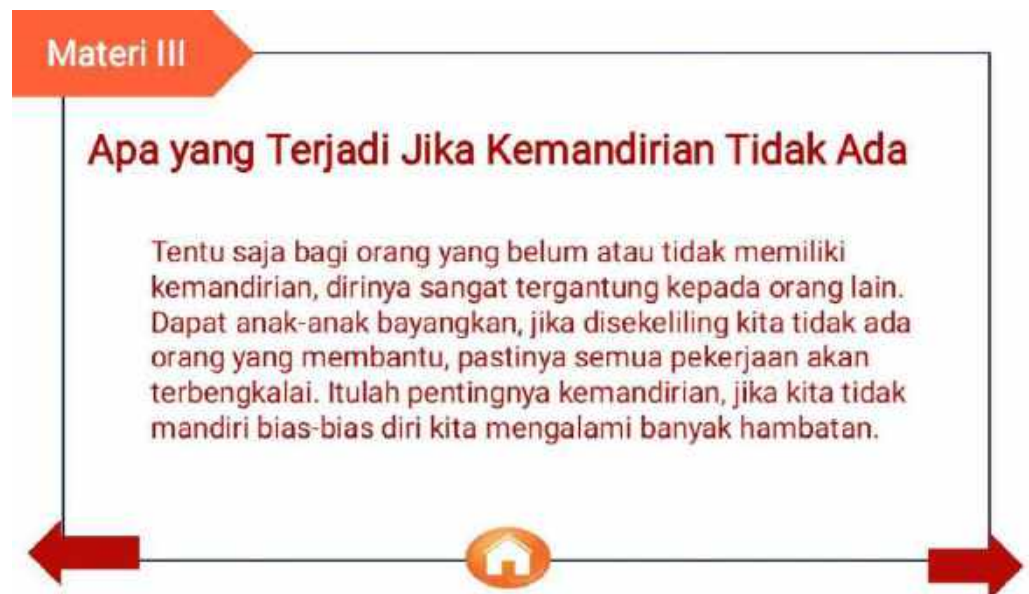 Materi III
Apa yang Terjadi Jika Kemandirian Tidak Ada
Tentu saja bagi orang yang belum atau tidak memiliki
kemandirian, dirinya sangat tergantung kepada orang lain.
Dapat anak-anak bayangkan, jika disekeliling kita tidak ada
orang yang membantu, pastinya semua pekerjaan akan
terbengkalai. Itulah pentingnya kemandirian, jika kita tidak
mandiri bias-bias diri kita mengalami banyak hambatan.